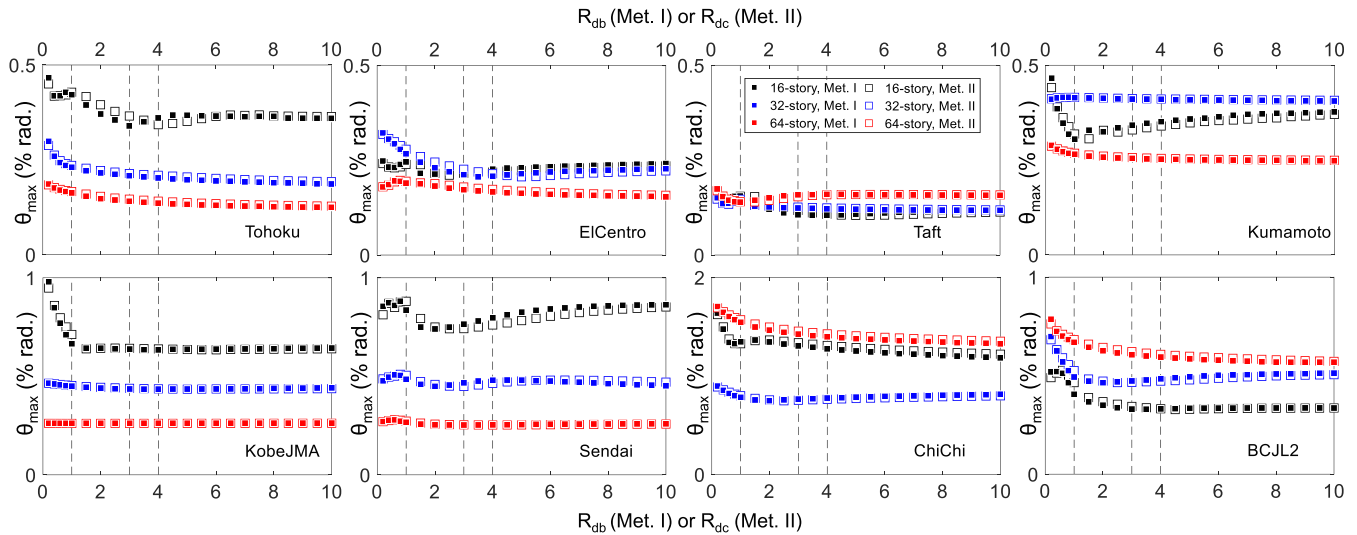 R_db (Met. I) or R_dc (Met. II)
0 2 4 6 8 10 0 2 4 6 8 10 0 2 4 6 8 10 0 2 4 6 8 10
0.5 0.5 0.5 0.5
16-story, Met. I 16-story, Met. II
32-story, Met. I 32-story, Met. II
64-story, Met. I 64-story, Met. II
θ_max (% rad.) θ_max (% rad.) θ_max (% rad.) θ_max (% rad.)
Tohoku ElCentro Taft Kumamoto
0 0 0 0
1 1 2 1
θ_max (% rad.) θ_max (% rad.) θ_max (% rad.) θ_max (% rad.)
KobeJMA Sendai ChiChi BCJL2
0 0 0 0
0 2 4 6 8 10 0 2 4 6 8 10 0 2 4 6 8 10 0 2 4 6 8 10
R_db (Met. I) or R_dc (Met. II)